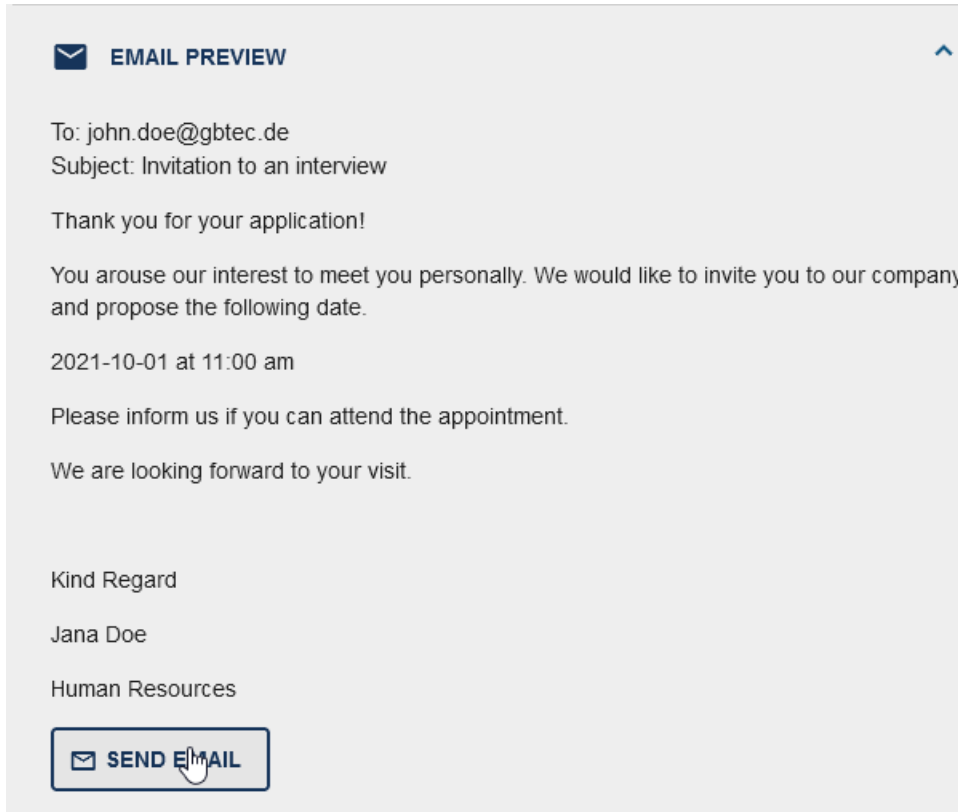 EMAIL PREVIEW
To: john.doe@gbtec.de
Subject: Invitation to an interview
Thank you for your application!
You arouse our interest to meet you personally. We would like to invite you to our company
and propose the following date.
2021-10-01 at 11:00 am
Please inform us if you can attend the appointment.
We are looking forward to your visit.
Kind Regard
Jana Doe
Human Resources
SEND EMAIL